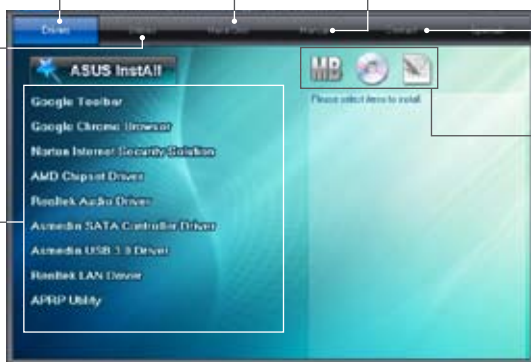 Drivers
Manual
Contact
ASUS InstAll
MB
Please select items to install.
Google Toolbar
Google Chrome Browser
Norton Internet Security Solution
AMD Chipset Driver
Realtek Audio Driver
Asmedia SATA Controller Driver
Asmedia USB 3.0 Driver
Realtek LAN Driver
APRP Utility